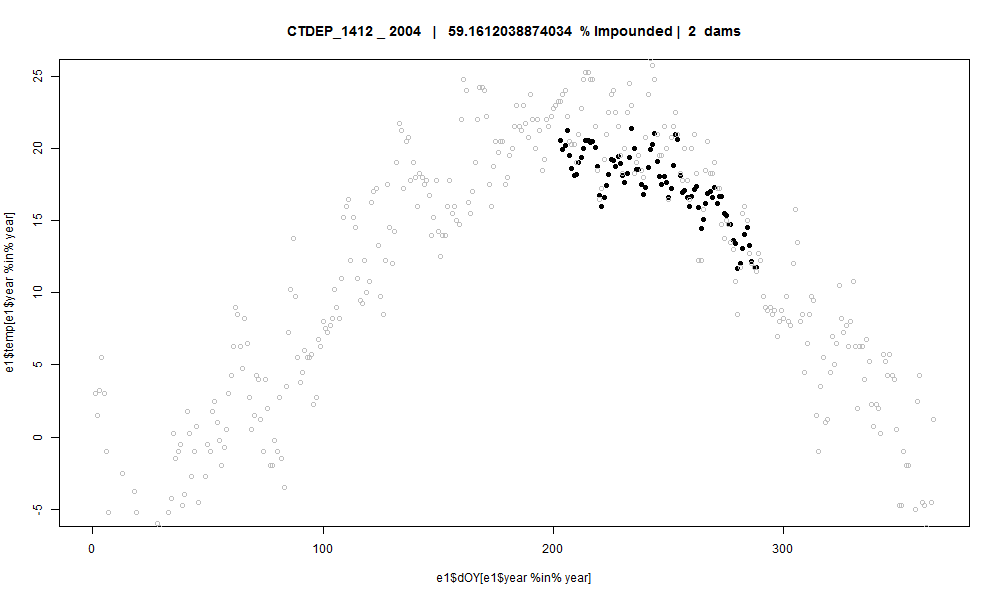 CTDEP_1412 _ 2004 | 59.1612038874034 % Impounded | 2 dams
e1$temp[e1$year %in% year]
25
20
15
10
5
0
-5
0 100 200 300
e1$dOY[e1$year %in% year]